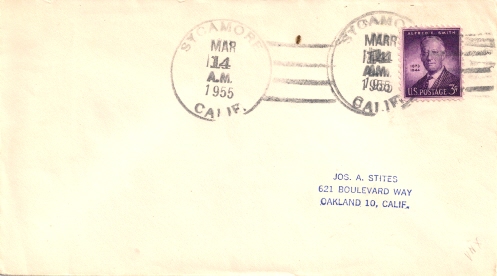 SYCAMORE
MAR
14
A.M.
1955
CALIF.
SYCAMORE
MAR
14
A.M.
1955
CALIF.
ALFRED E. SMITH
U.S. POSTAGE 3¢
JOS. A. STITES
621 BOULEVARD WAY
OAKLAND 10, CALIF.